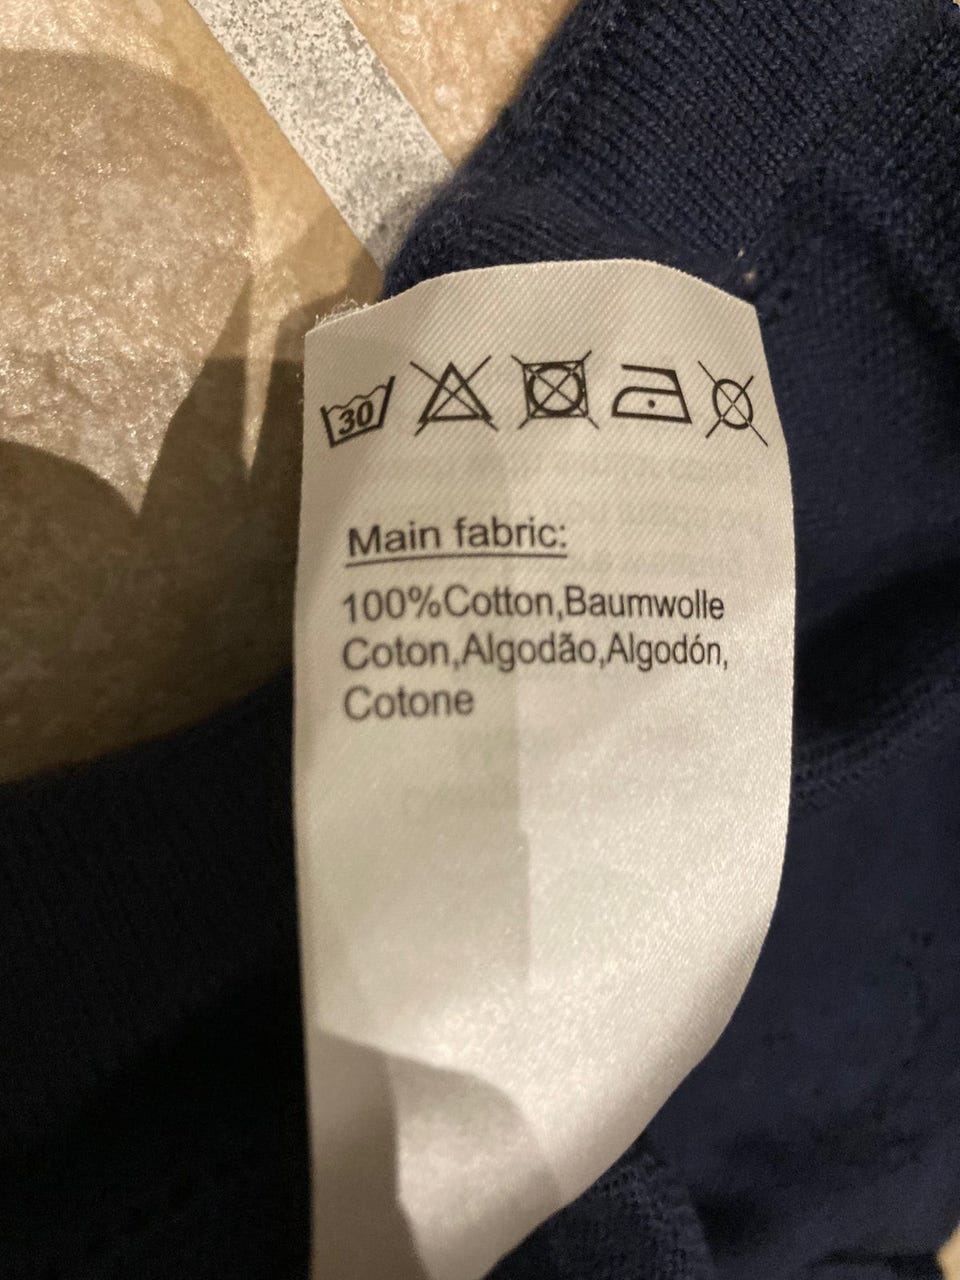 30
Main fabric:
100%Cotton,Baumwolle
Coton,Algodão,Algodón,
Cotone